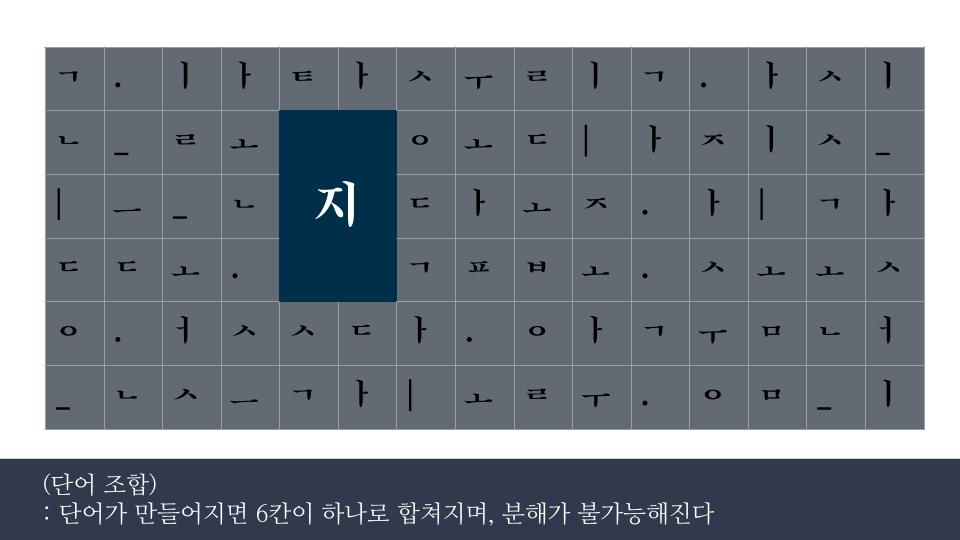 ㄱ . ㅣ ㅏ ㅌ ㅏ ㅅ ㅜ ㄹ ㅣ ㄱ . ㅏ ㅅ ㅣ
ㄴ _ ㄹ ㅗ ㅇ ㅗ ㄷ | ㅏ ㅈ ㅣ ㅅ _
지
| ㅡ _ ㄴ ㄷ ㅏ ㅗ ㅈ . ㅏ | ㄱ ㅏ
ㄷ ㄷ ㅗ . ㄱ ㅍ ㅂ ㅗ . ㅅ ㅗ ㅗ ㅅ
ㅇ . ㅓ ㅅ ㅅ ㄷ ㅏ . ㅇ ㅏ ㄱ ㅜ ㅁ ㄴ ㅓ
_ ㄴ ㅅ ㅡ ㄱ ㅏ | ㅗ ㄹ ㅜ . ㅇ ㅁ _ ㅣ
(단어 조합)
: 단어가 만들어지면 6칸이 하나로 합쳐지며, 분해가 불가능해진다